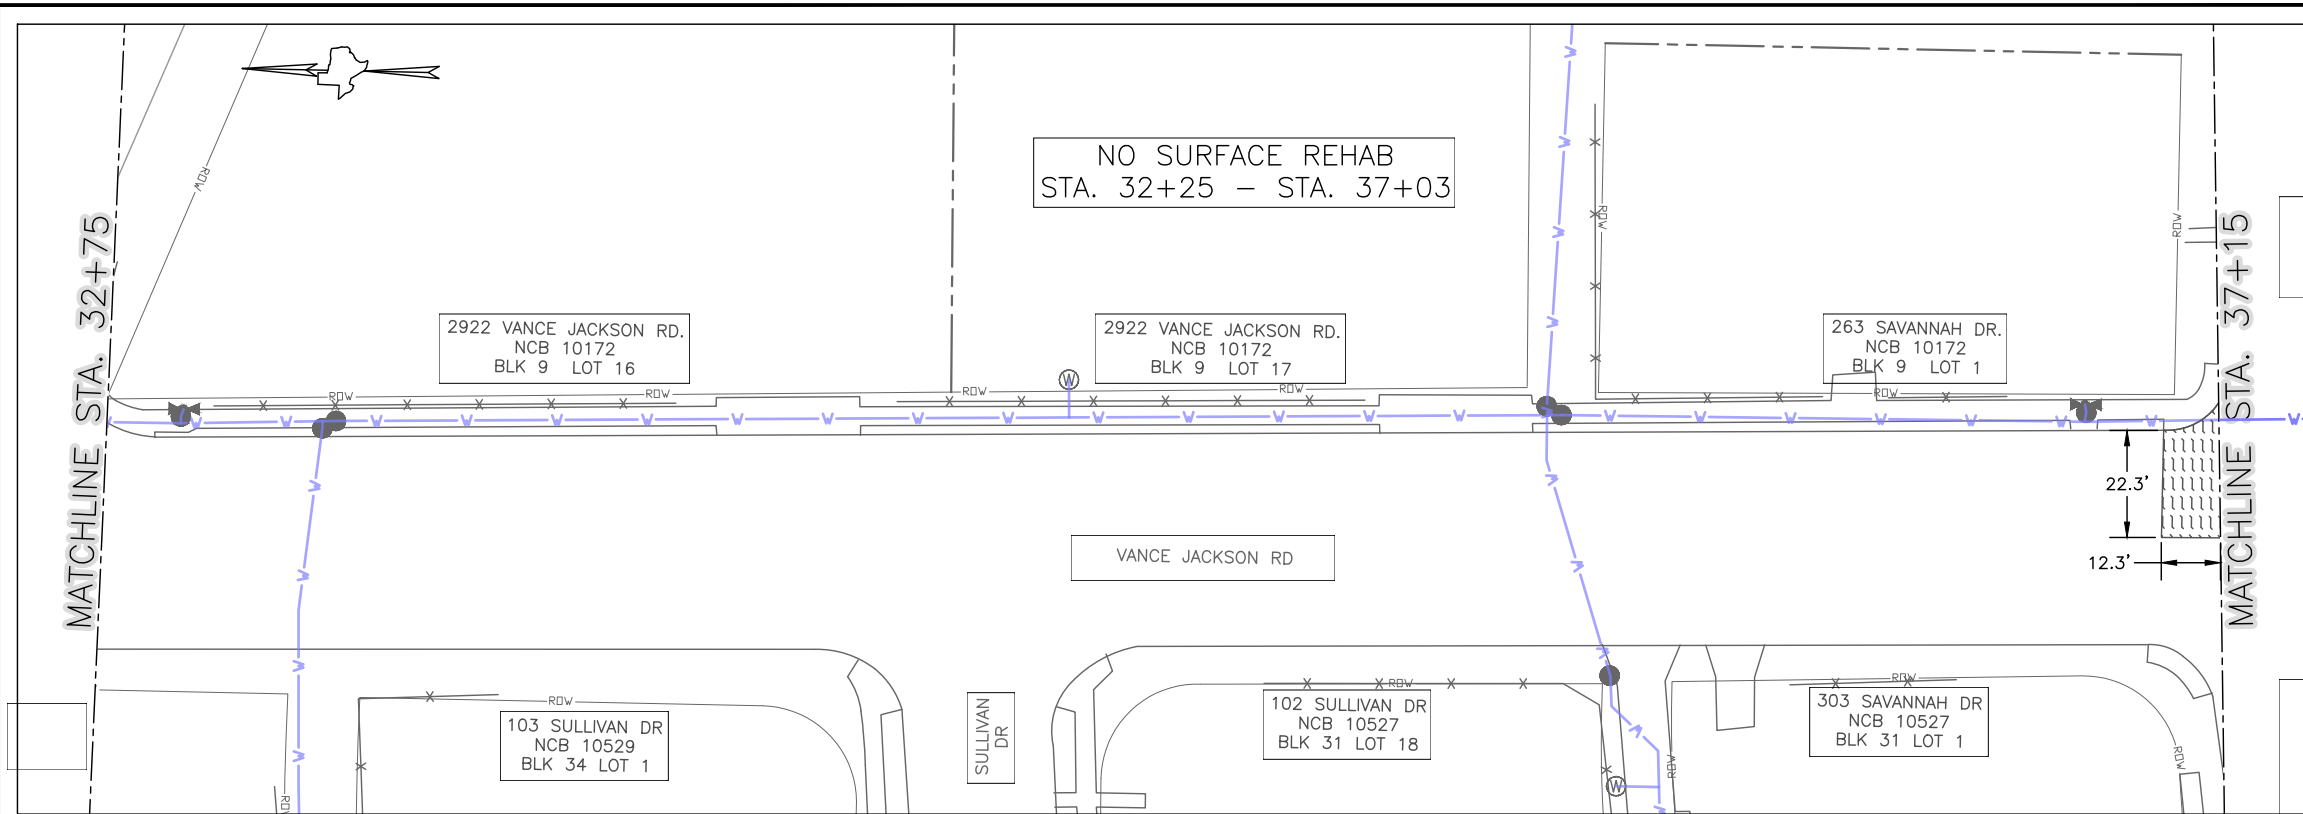 NO SURFACE REHAB
STA. 32+25 - STA. 37+03
MATCHLINE STA. 32+75
MATCHLINE STA. 37+15
2922 VANCE JACKSON RD.
NCB 10172
BLK 9 LOT 16
2922 VANCE JACKSON RD.
NCB 10172
BLK 9 LOT 17
263 SAVANNAH DR.
NCB 10172
BLK 9 LOT 1
ROW
ROW
ROW
ROW
ROW
ROW
ROW
ROW
W
22.3'
12.3'
VANCE JACKSON RD
103 SULLIVAN DR
NCB 10529
BLK 34 LOT 1
SULLIVAN
DR
102 SULLIVAN DR
NCB 10527
BLK 31 LOT 18
303 SAVANNAH DR
NCB 10527
BLK 31 LOT 1
ROW
ROW
ROW
ROW
ROW
ROW
W